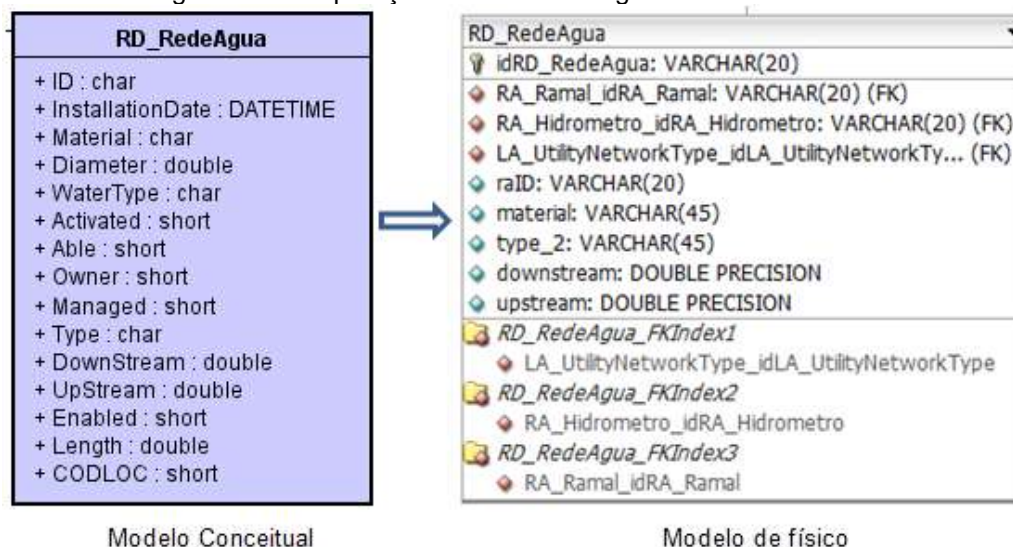 RD_RedeAgua
+ ID : char
+ InstallationDate : DATETIME
+ Material : char
+ Diameter : double
+ WaterType : char
+ Activated : short
+ Able : short
+ Owner : short
+ Managed : short
+ Type : char
+ DownStream : double
+ UpStream : double
+ Enabled : short
+ Length : double
+ CODLOC : short
Modelo Conceitual
RD_RedeAgua
idRD_RedeAgua: VARCHAR(20)
RA_Ramal_idRA_Ramal: VARCHAR(20) (FK)
RA_Hidrometro_idRA_Hidrometro: VARCHAR(20) (FK)
LA_UtilityNetworkType_idLA_UtilityNetworkTy... (FK)
raID: VARCHAR(20)
material: VARCHAR(45)
type_2: VARCHAR(45)
downstream: DOUBLE PRECISION
upstream: DOUBLE PRECISION
RD_RedeAgua_FKIndex1
LA_UtilityNetworkType_idLA_UtilityNetworkType
RD_RedeAgua_FKIndex2
RA_Hidrometro_idRA_Hidrometro
RD_RedeAgua_FKIndex3
RA_Ramal_idRA_Ramal
Modelo de físico